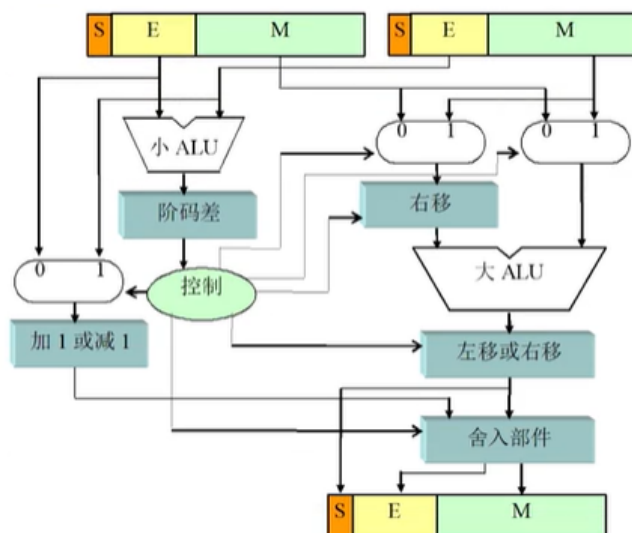 S E M S E M
0 1 0 1
小 ALU
阶码差
右移
0 1
控制
大 ALU
加 1 或减 1
左移或右移
舍入部件
S E M